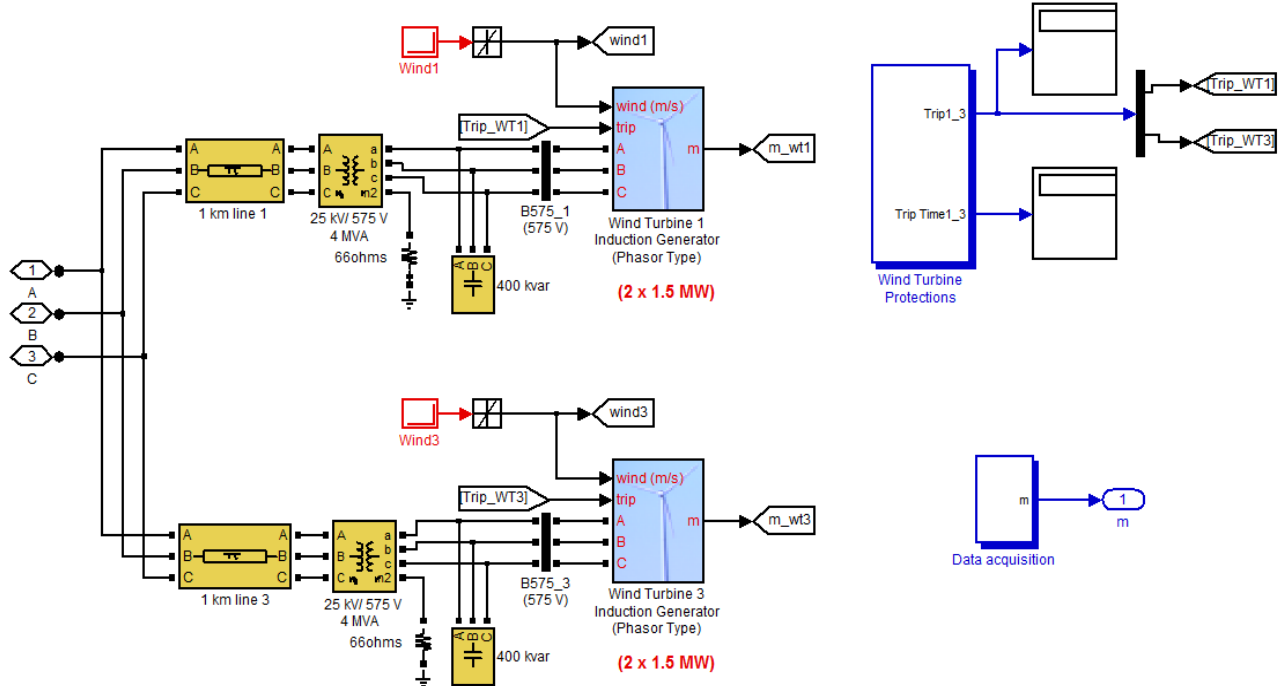 Wind1
wind1
[Trip_WT1]
wind (m/s)
trip
A
B
C
m
m_wt1
A
B
C
A
B
C
1 km line 1
A
B
C
a
b
c
n2
25 kV/ 575 V
4 MVA
66ohms
A
B
C
400 kvar
B575_1
(575 V)
Wind Turbine 1
Induction Generator
(Phasor Type)
(2 x 1.5 MW)
1
A
2
B
3
C
Wind3
wind3
[Trip_WT3]
wind (m/s)
trip
A
B
C
m
m_wt3
A
B
C
A
B
C
1 km line 3
A
B
C
a
b
c
n2
25 kV/ 575 V
4 MVA
66ohms
A
B
C
400 kvar
B575_3
(575 V)
Wind Turbine 3
Induction Generator
(Phasor Type)
(2 x 1.5 MW)
Trip1_3
Trip Time1_3
Wind Turbine
Protections
[Trip_WT1]
[Trip_WT3]
m
Data acquisition
1
m